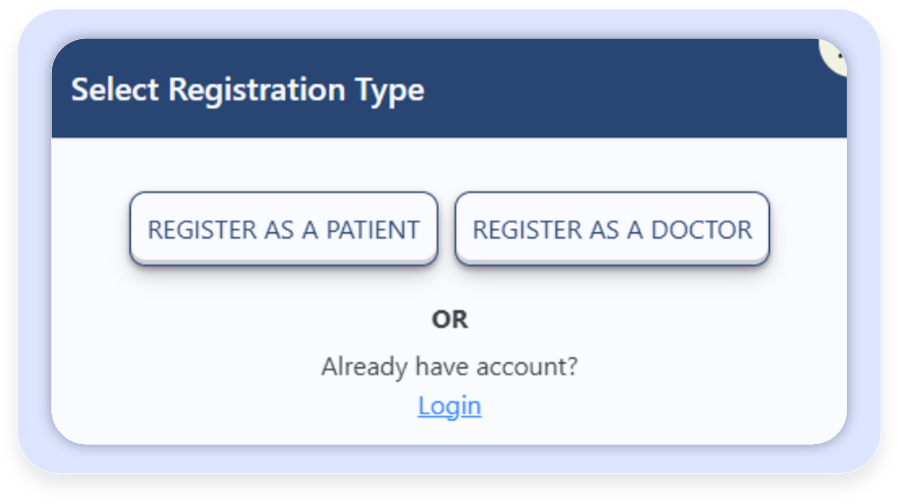 Select Registration Type
REGISTER AS A PATIENT
REGISTER AS A DOCTOR
OR
Already have account?
Login